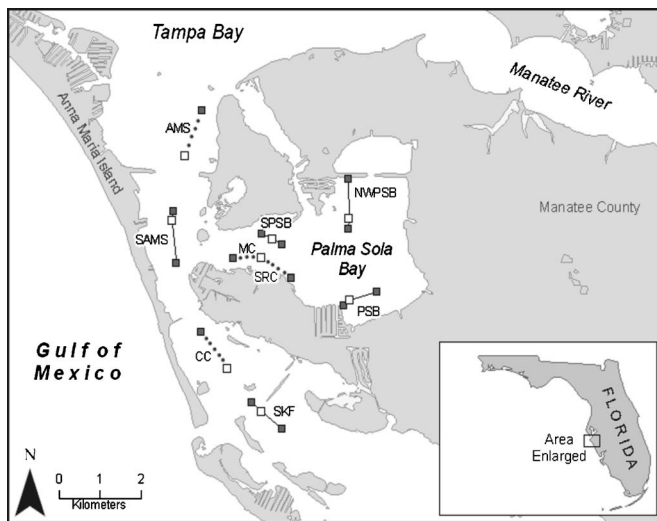 Tampa Bay
Manatee River
Anna Maria Island
AMS
NWPSB
Manatee County
SPSB
SAMS
MC
Palma Sola
Bay
SRC
PSB
Gulf of
Mexico
CC
SKF
FLORIDA
Area
Enlarged
N
0 1 2
Kilometers